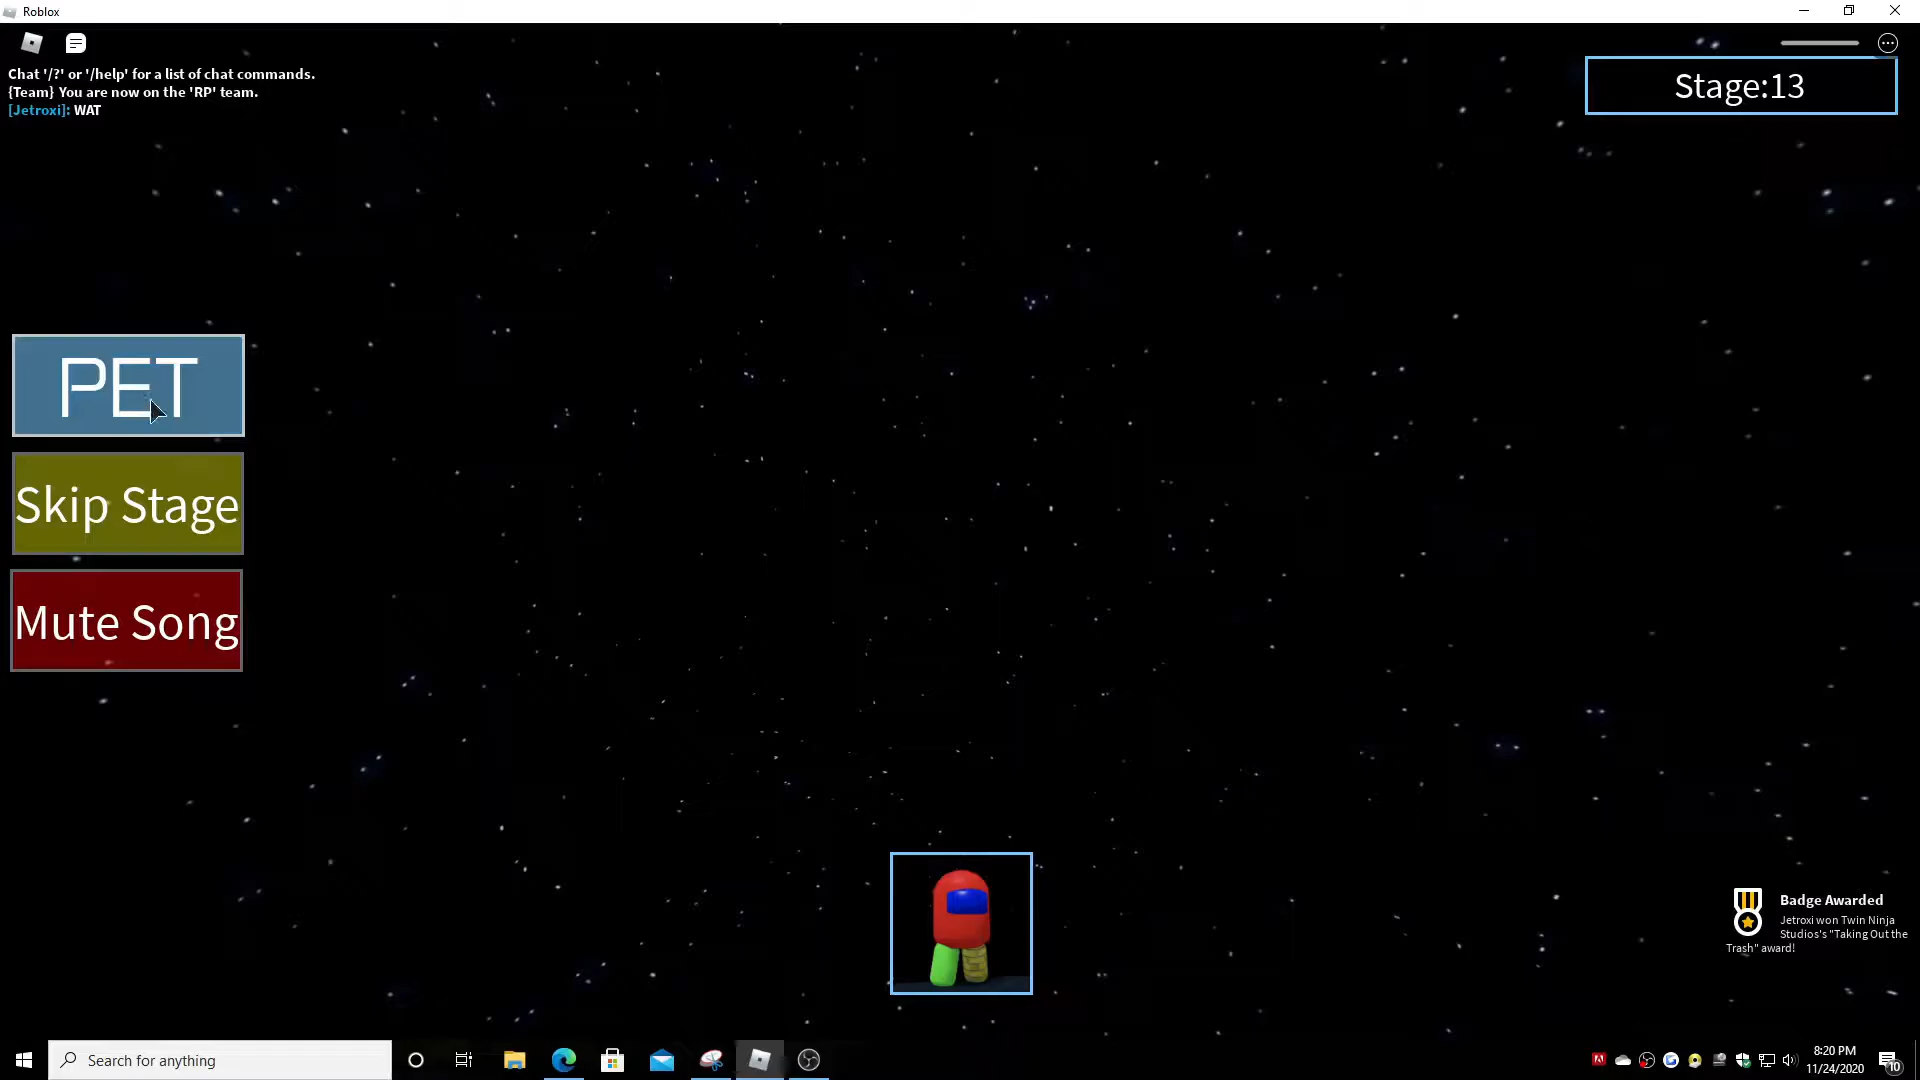 Roblox
Chat '/?' or '/help' for a list of chat commands.
{Team} You are now on the 'RP' team.
[Jetroxi]: WAT
Stage:13
PET
Skip Stage
Mute Song
Badge Awarded
Jetroxi won Twin Ninja
Studios's "Taking Out the
Trash" award!
Search for anything
8:20 PM
11/24/2020
10